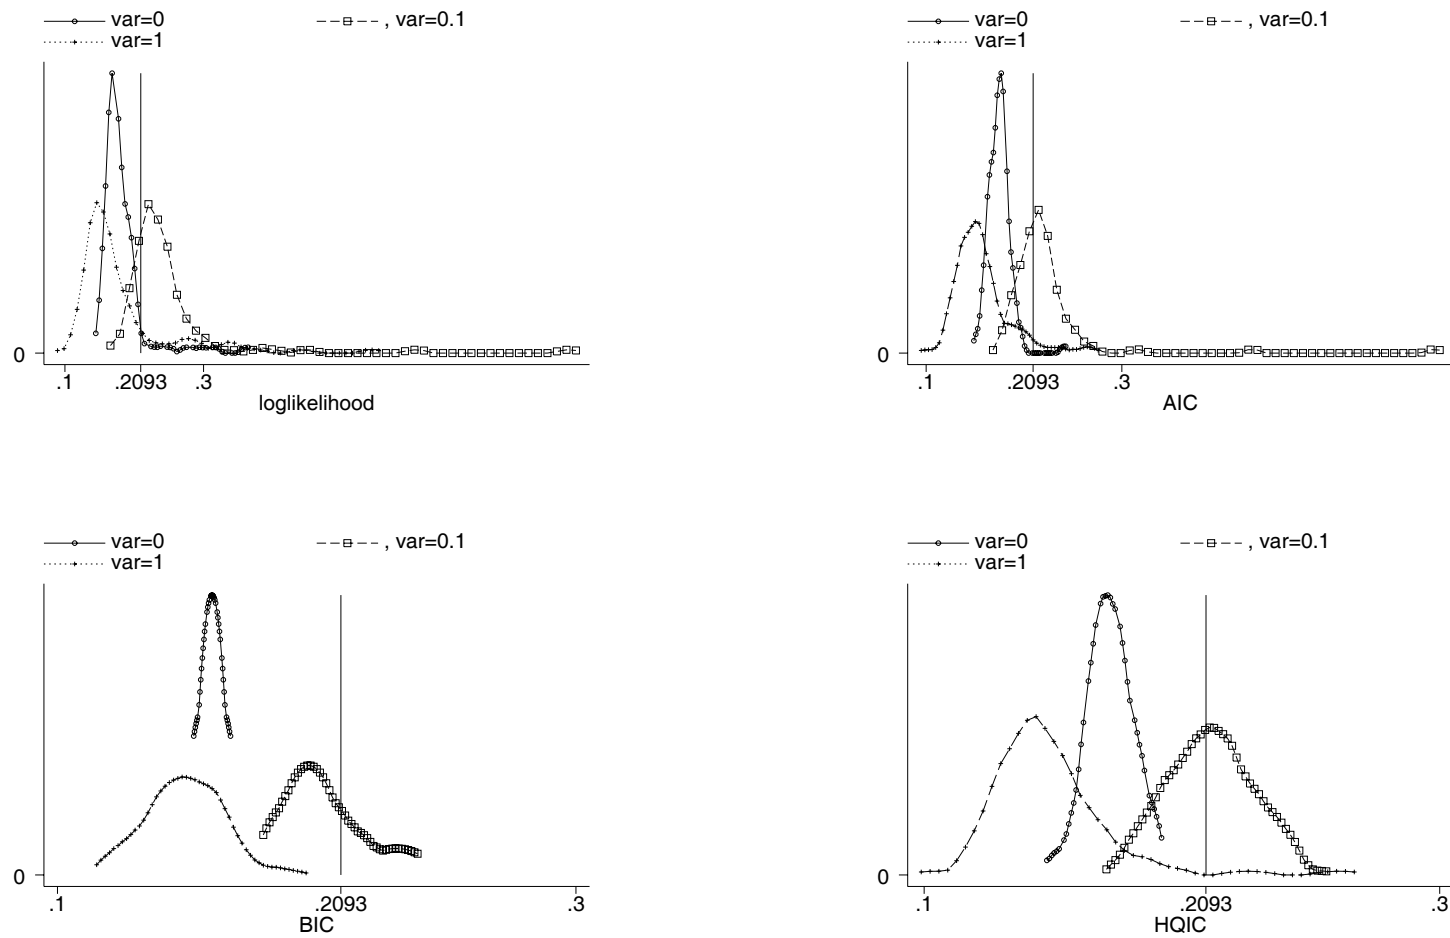 var=0 , var=0.1
var=1
0
.1 .2093 .3
loglikelihood
var=0 , var=0.1
var=1
0
.1 .2093 .3
AIC
var=0 , var=0.1
var=1
0
.1 .2093 .3
BIC
var=0 , var=0.1
var=1
0
.1 .2093 .3
HQIC